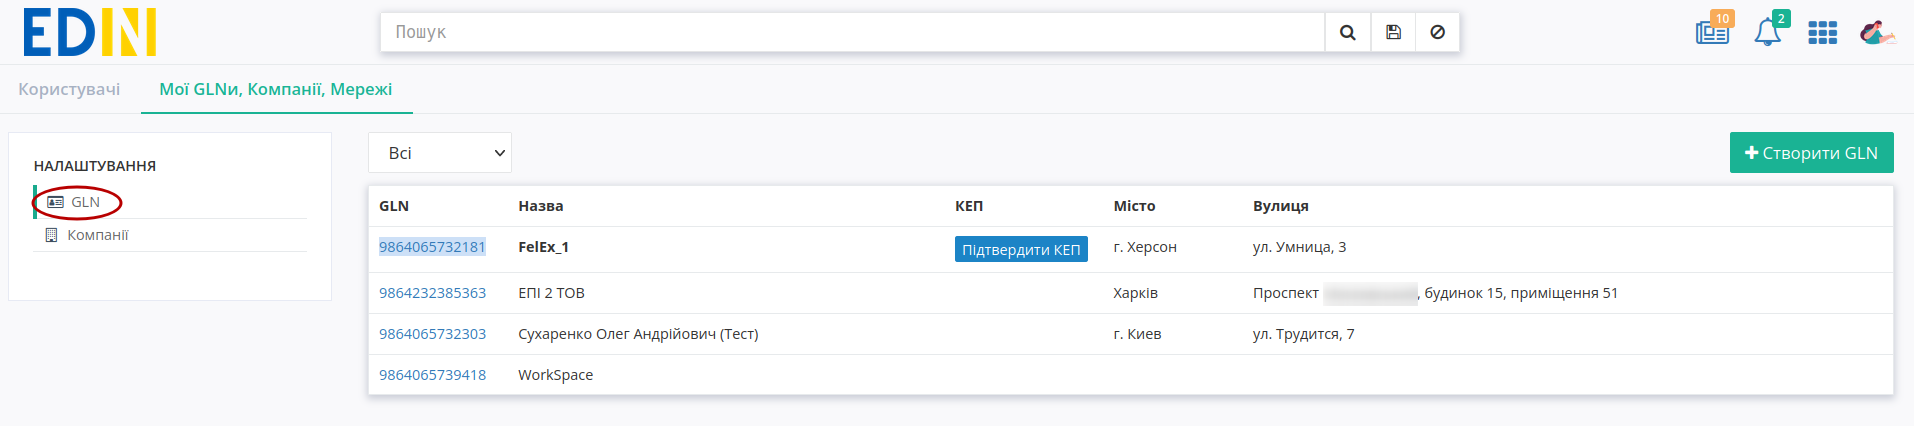 EDIN
Пошук
10
2
Користувачі
Мої GLNи, Компанії, Мережі
НАЛАШТУВАННЯ
GLN
Компанії
Всі
Створити GLN
GLN Назва КЕП Місто Вулиця
9864065732181 FelEx_1 Підтвердити КЕП г. Херсон ул. Умница, 3
9864232385363 ЕПІ 2 ТОВ Харків Проспект , будинок 15, приміщення 51
9864065732303 Сухаренко Олег Андрійович (Тест) г. Киев ул. Трудится, 7
9864065739418 WorkSpace